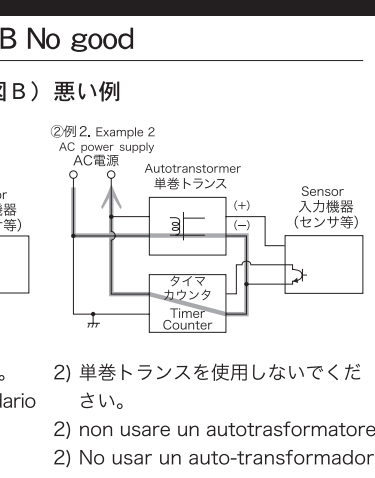 B No good
図B）悪い例
②例2. Example 2
AC power supply
AC電源
Autotranstormer
単巻トランス
(+)
(−)
Sensor
入力機器
（センサ等）
タイマ
カウンタ
Timer
Counter
2) 単巻トランスを使用しないでくだ
さい。
2) non usare un autotrasformatore
2) No usar un auto-transformador